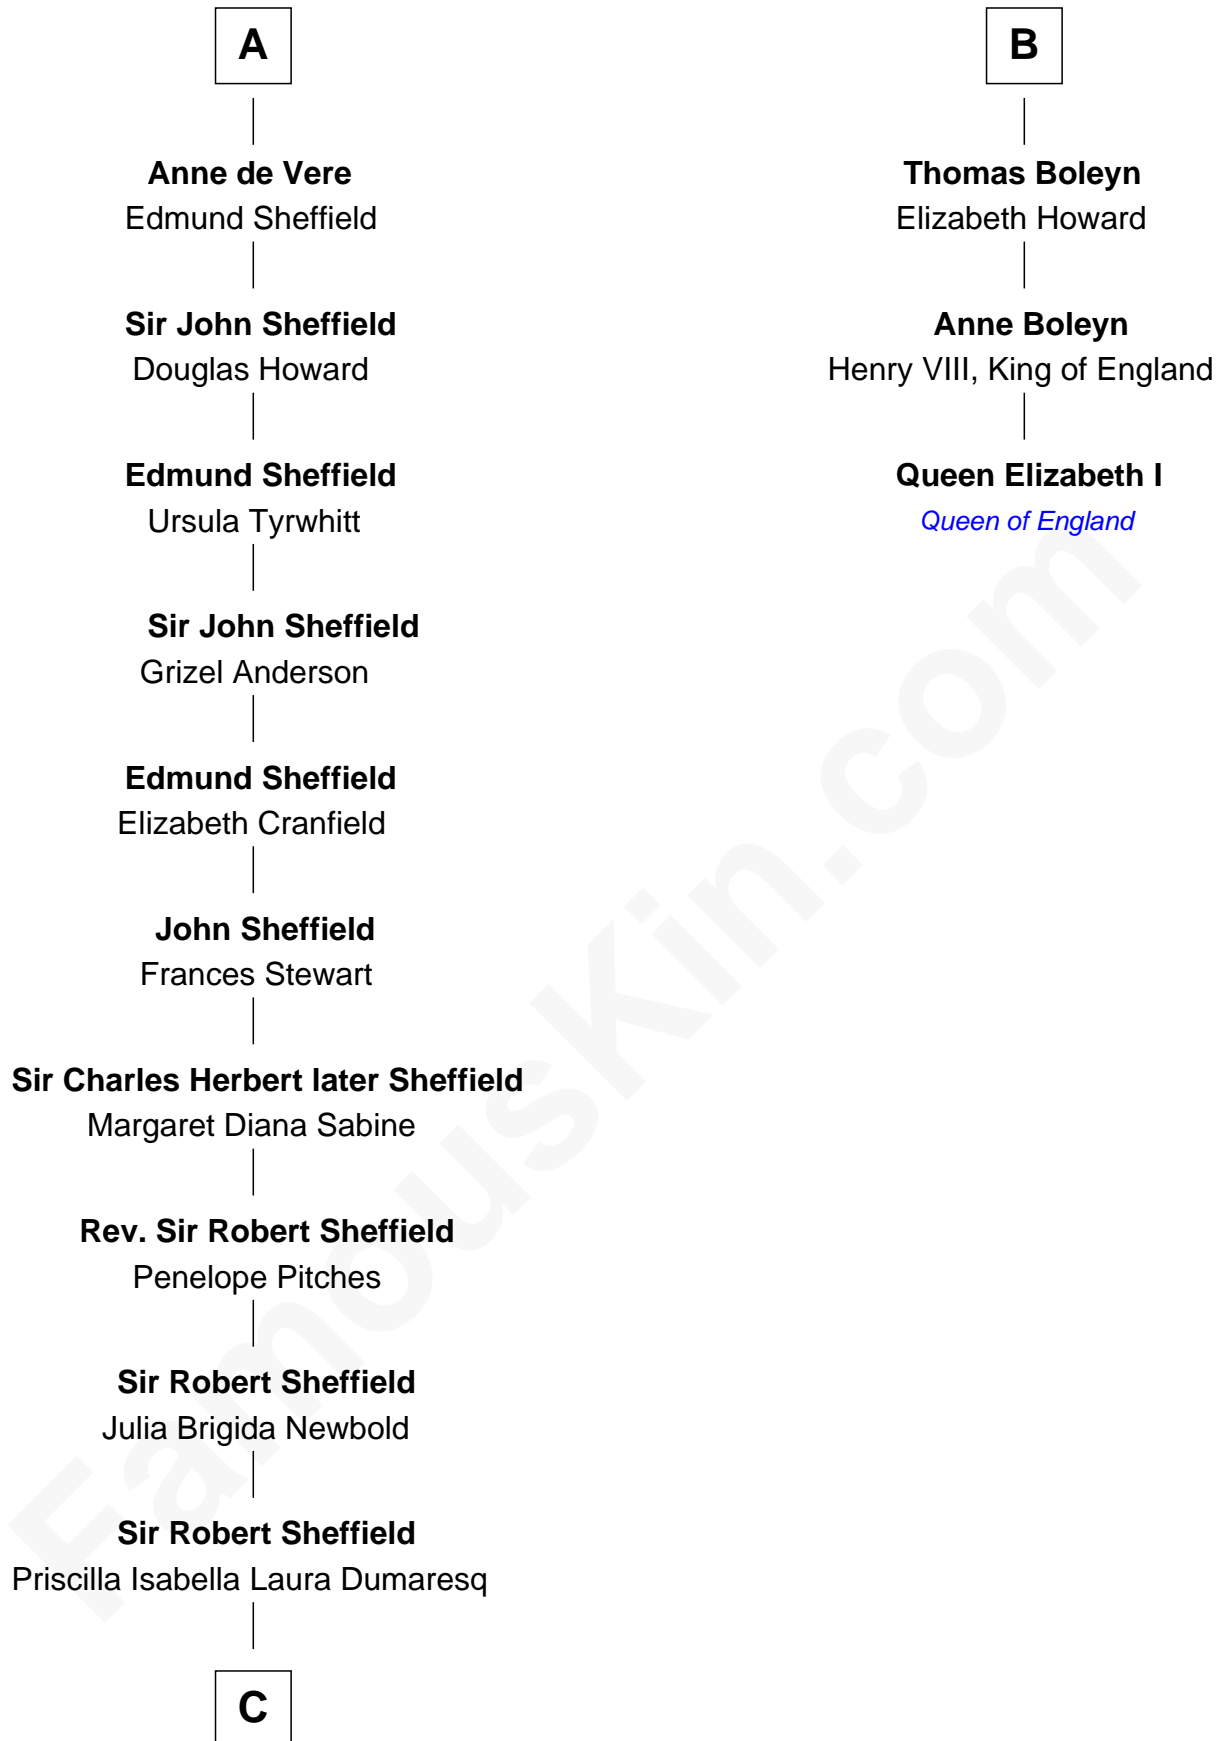 A
Anne de Vere
Edmund Sheffield
Sir John Sheffield
Douglas Howard
Edmund Sheffield
Ursula Tyrwhitt
Sir John Sheffield
Grizel Anderson
Edmund Sheffield
Elizabeth Cranfield
John Sheffield
Frances Stewart
Sir Charles Herbert later Sheffield
Margaret Diana Sabine
Rev. Sir Robert Sheffield
Penelope Pitches
Sir Robert Sheffield
Julia Brigida Newbold
Sir Robert Sheffield
Priscilla Isabella Laura Dumaresq
C
B
Thomas Boleyn
Elizabeth Howard
Anne Boleyn
Henry VIII, King of England
Queen Elizabeth I
Queen of England
FamousKin.com